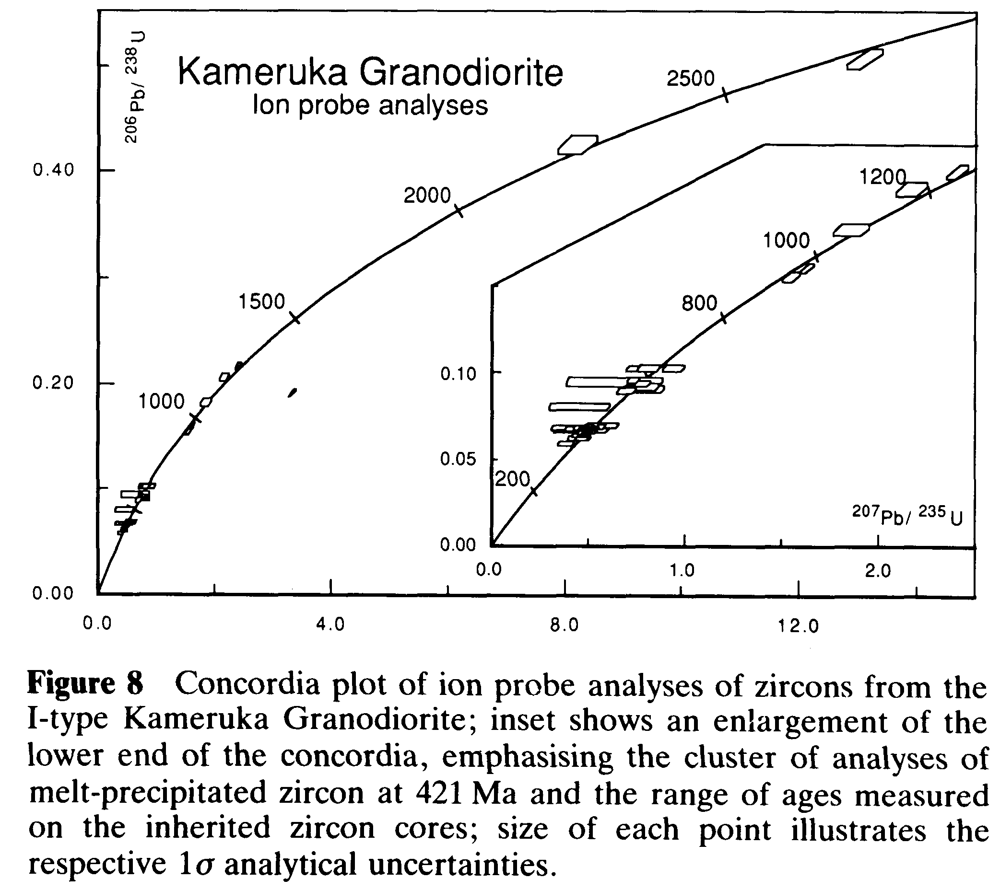 206Pb/ 238U
Kameruka Granodiorite
Ion probe analyses
2500
0.40
2000
1200
1000
1500
800
0.20
1000
0.10
0.05
200
207Pb/ 235U
0.00
0.0 1.0 2.0
0.00
0.0 4.0 8.0 12.0
Figure 8 Concordia plot of ion probe analyses of zircons from the
I-type Kameruka Granodiorite; inset shows an enlargement of the
lower end of the concordia, emphasising the cluster of analyses of
melt-precipitated zircon at 421 Ma and the range of ages measured
on the inherited zircon cores; size of each point illustrates the
respective 1σ analytical uncertainties.